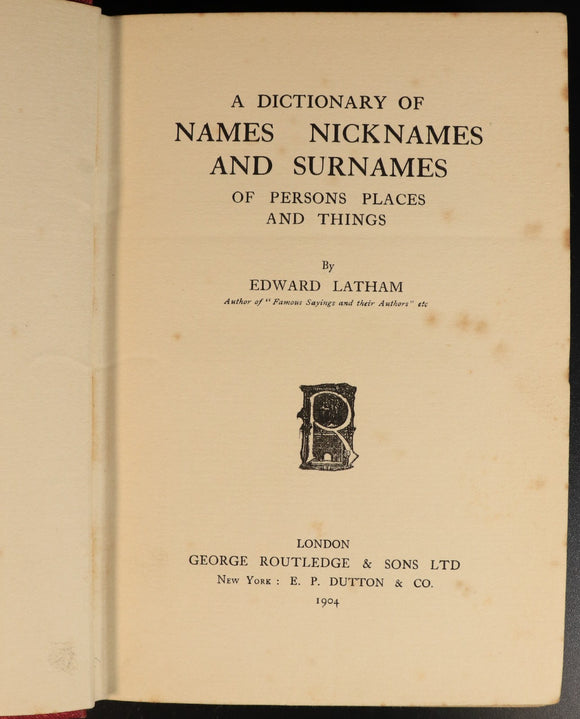 A DICTIONARY OF
NAMES NICKNAMES
AND SURNAMES
OF PERSONS PLACES
AND THINGS
By
EDWARD LATHAM
Author of "Famous Sayings and their Authors" etc
R
LONDON
GEORGE ROUTLEDGE & SONS LTD
NEW YORK : E. P. DUTTON & CO.
1904